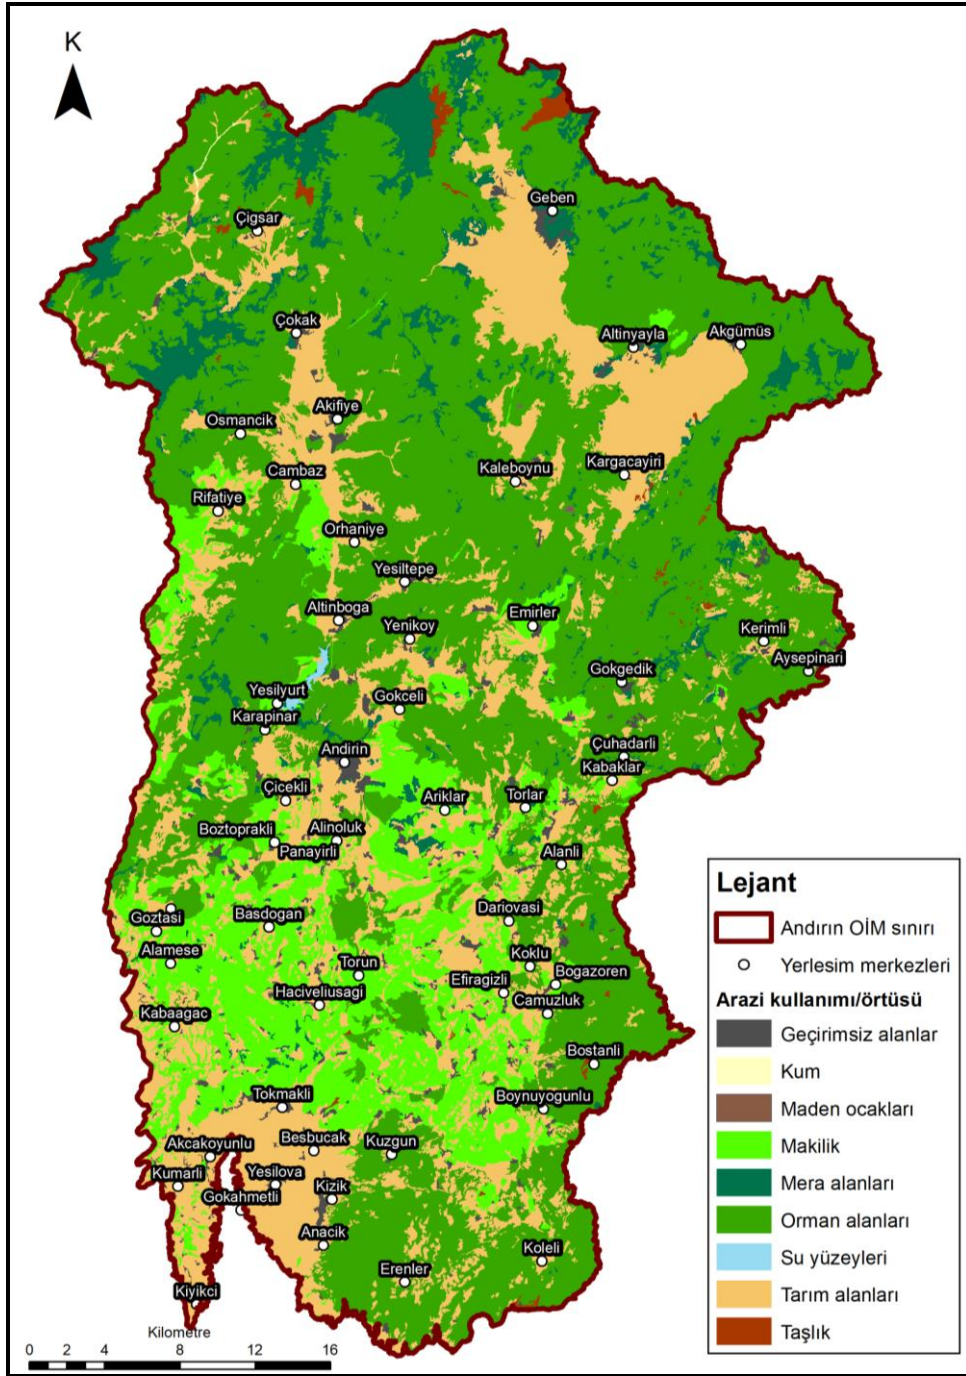 K
Geben
Çigsar
Çokak
Altinyayla
Akgümüs
Akifiye
Osmancik
Cambaz
Kaleboynu
Kargacayiri
Rifatiye
Orhaniye
Yesiltepe
Altinboga
Emirler
Yenikoy
Kerimli
Aysepinari
Gokgedik
Yesilyurt
Gokceli
Karapinar
Andirin
Çuhadarli
Kabaklar
Çicekli
Ariklar
Torlar
Boztoprakli
Alinoluk
Panayirli
Alanli
Goztasi
Basdogan
Dariovasi
Alamese
Torun
Koklu
Bogazoren
Haciveliusagi
Efiragizli
Camuzluk
Kabaagac
Bostanli
Tokmakli
Boynuyogunlu
Akcakoyunlu
Besbucak
Kuzgun
Kumarli
Yesilova
Gokahmetli
Kizik
Anacik
Koleli
Erenler
Kiyikci
Kilometre
0 2 4 8 12 16
Lejant
Andırın OİM sınırı
Yerlesim merkezleri
Arazi kullanımı/örtüsü
Geçirimsiz alanlar
Kum
Maden ocakları
Makilik
Mera alanları
Orman alanları
Su yüzeyleri
Tarım alanları
Taşlık